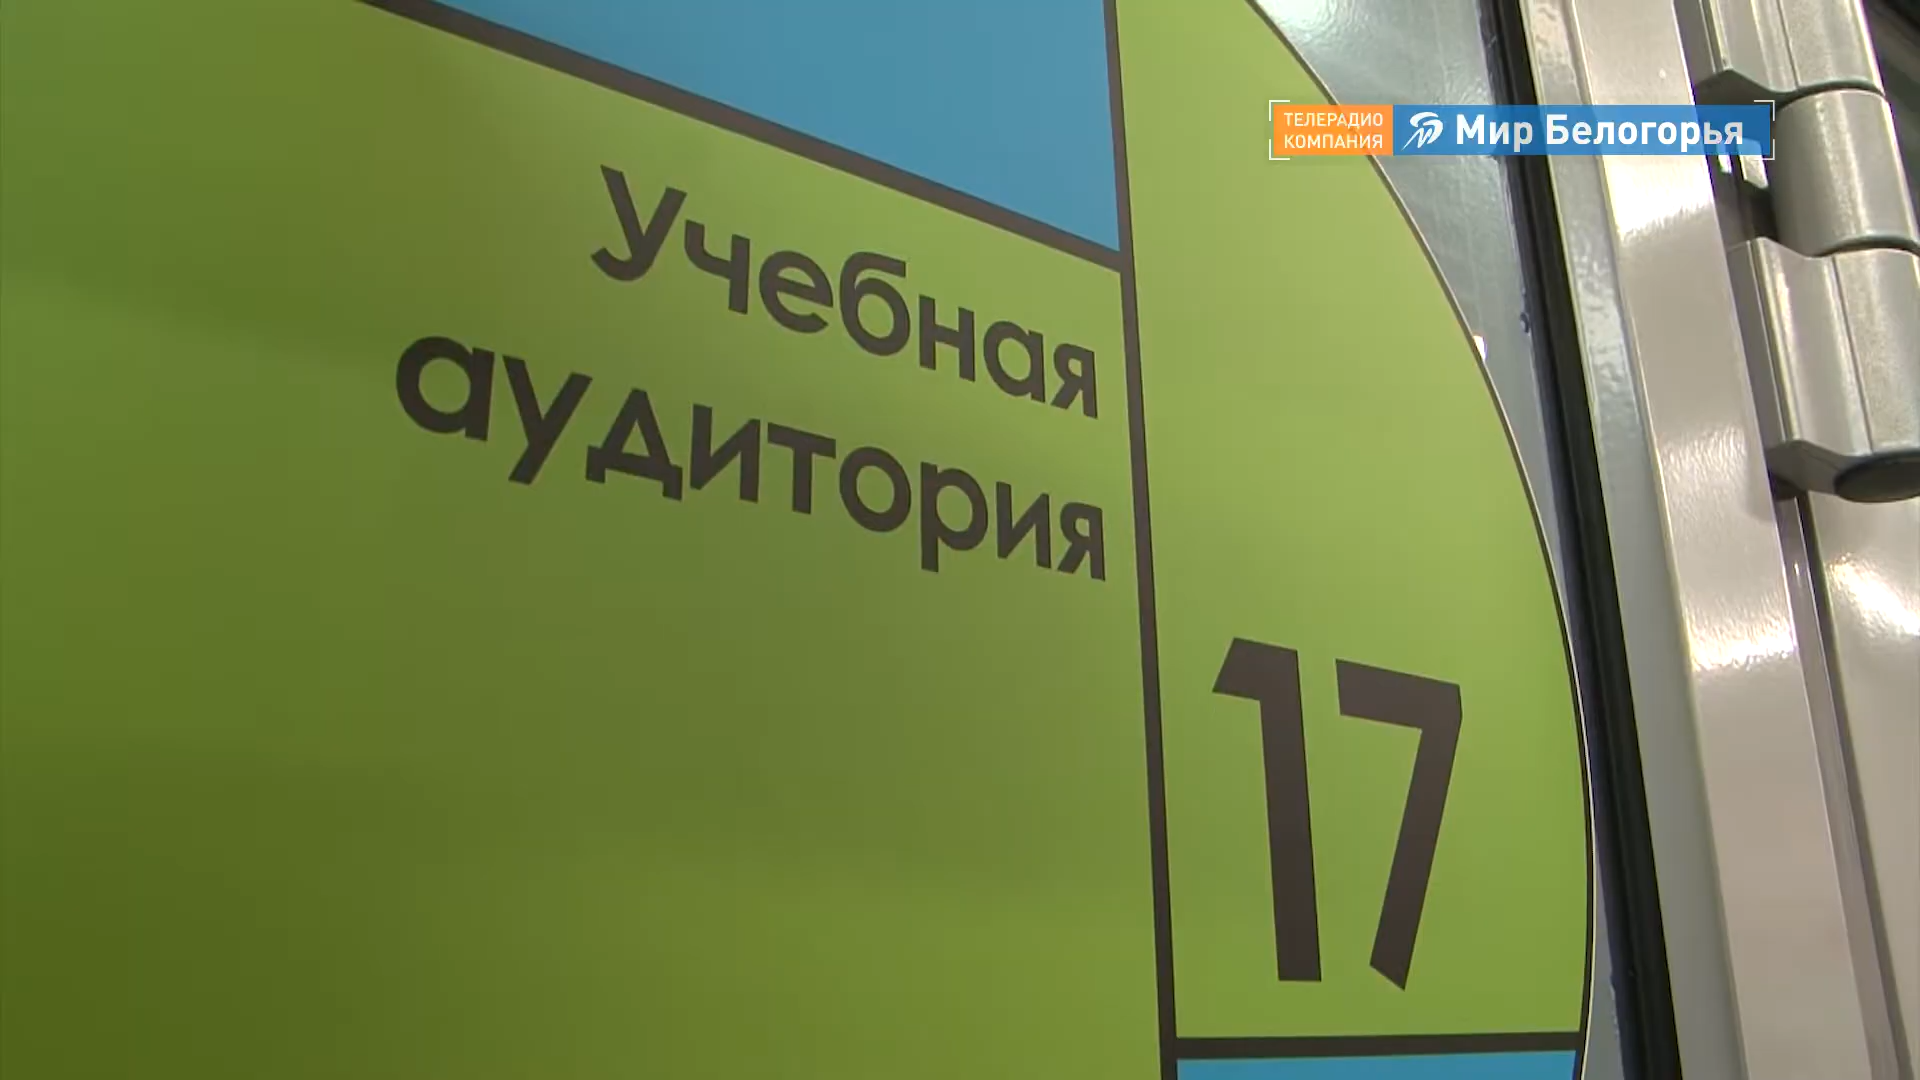 ТЕЛЕРАДИО
КОМПАНИЯ
Мир Белогорья
Учебная
аудитория
17